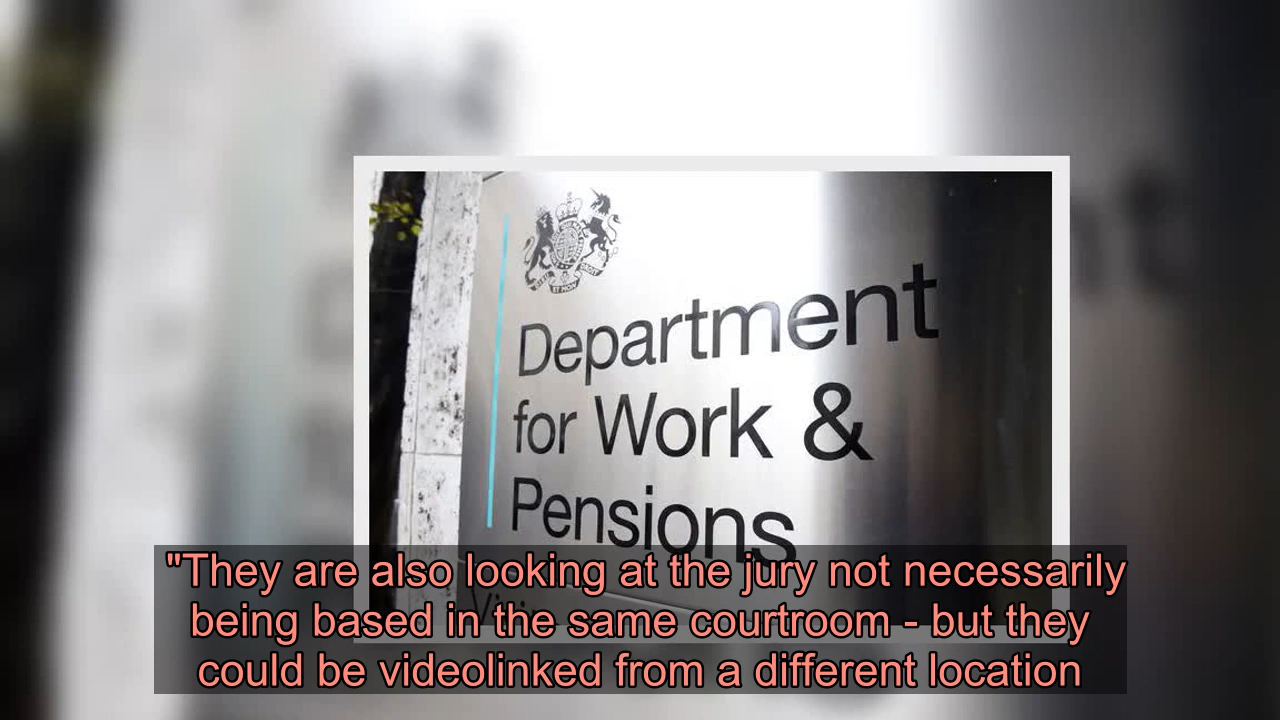 Department
for Work &
Pensions
"They are also looking at the jury not necessarily
being based in the same courtroom - but they
could be videolinked from a different location